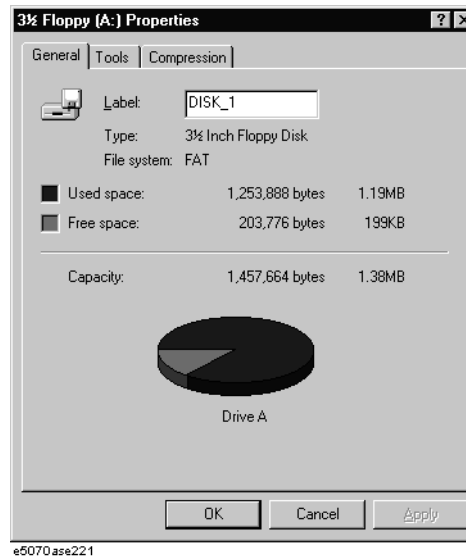 3½ Floppy (A:) Properties
General Tools Compression
Label: DISK_1
Type: 3½ Inch Floppy Disk
File system: FAT
Used space: 1,253,888 bytes 1.19MB
Free space: 203,776 bytes 199KB
Capacity: 1,457,664 bytes 1.38MB
Drive A
OK Cancel Apply
e5070ase221